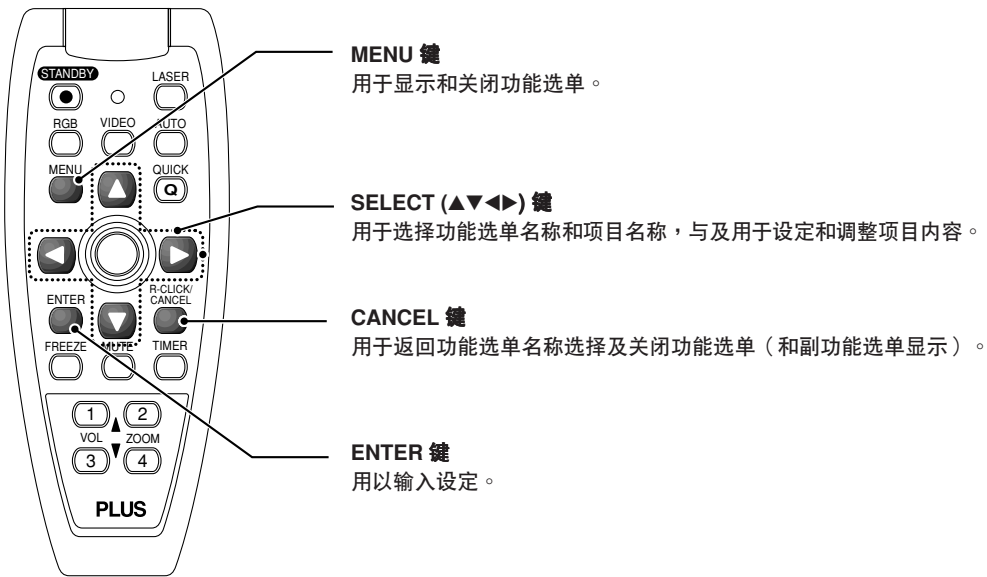 STANDBY
LASER
RGB
VIDEO
AUTO
MENU
QUICK
Q
ENTER
R-CLICK/
CANCEL
FREEZE
MUTE
TIMER
1
2
VOL
ZOOM
3
4
PLUS
MENU 键
用于显示和关闭功能选单。
SELECT (▲▼◀▶) 键
用于选择功能选单名称和项目名称，与及用于设定和调整项目内容。
CANCEL 键
用于返回功能选单名称选择及关闭功能选单（和副功能选单显示）。
ENTER 键
用以输入设定。